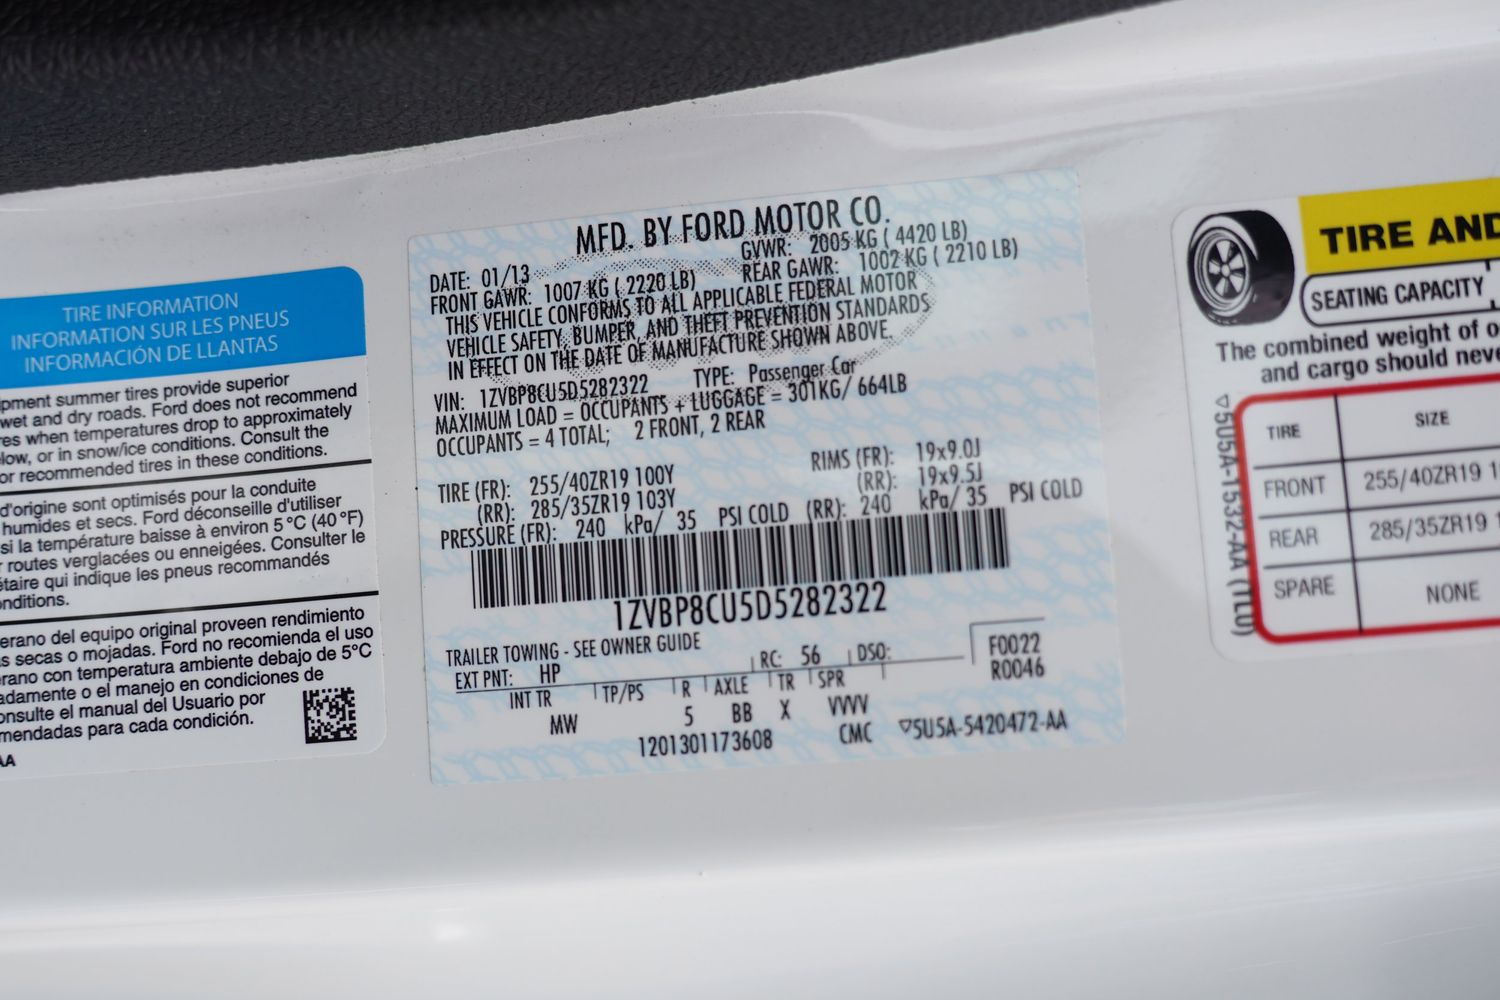 TIRE INFORMATION
INFORMATION SUR LES PNEUS
INFORMACIÓN DE LLANTAS
ipment summer tires provide superior
wet and dry roads. Ford does not recommend
res when temperatures drop to approximately
elow, or in snow/ice conditions. Consult the
or recommended tires in these conditions.
d'origine sont optimisés pour la conduite
humides et secs. Ford déconseille d'utiliser
si la température baisse à environ 5 °C (40 °F)
r routes verglacées ou enneigées. Consulter le
étaire qui indique les pneus recommandés
onditions.
erano del equipo original proveen rendimiento
s secas o mojadas. Ford no recomienda el uso
rano con temperatura ambiente debajo de 5°C
adamente o el manejo en condiciones de
onsulte el manual del Usuario por
mendadas para cada condición.
AA
MFD. BY FORD MOTOR CO.
DATE: 01/13 GVWR: 2005 KG ( 4420 LB)
FRONT GAWR: 1007 KG ( 2220 LB) REAR GAWR: 1002 KG ( 2210 LB)
THIS VEHICLE CONFORMS TO ALL APPLICABLE FEDERAL MOTOR
VEHICLE SAFETY, BUMPER, AND THEFT PREVENTION STANDARDS
IN EFFECT ON THE DATE OF MANUFACTURE SHOWN ABOVE.
VIN: 1ZVBP8CU5D5282322 TYPE: Passenger Car
MAXIMUM LOAD = OCCUPANTS + LUGGAGE = 301KG/ 664LB
OCCUPANTS = 4 TOTAL; 2 FRONT, 2 REAR
TIRE (FR): 255/40ZR19 100Y RIMS (FR): 19x9.0J
(RR): 285/35ZR19 103Y (RR): 19x9.5J
PRESSURE (FR): 240 kPa/ 35 PSI COLD (RR): 240 kPa/ 35 PSI COLD
1ZVBP8CU5D5282322
TRAILER TOWING - SEE OWNER GUIDE
EXT PNT: HP RC: 56 DSO: F0022
R0046
INT TR TP/PS R AXLE TR SPR
MW 5 BB X VVVV
1201301173608 CMC ▽5U5A-5420472-AA
TIRE AND
SEATING CAPACITY
The combined weight of o
and cargo should neve
▽5U5A-1532-AA (TL0)
TIRE SIZE
FRONT 255/40ZR19 1
REAR 285/35ZR19 1
SPARE NONE